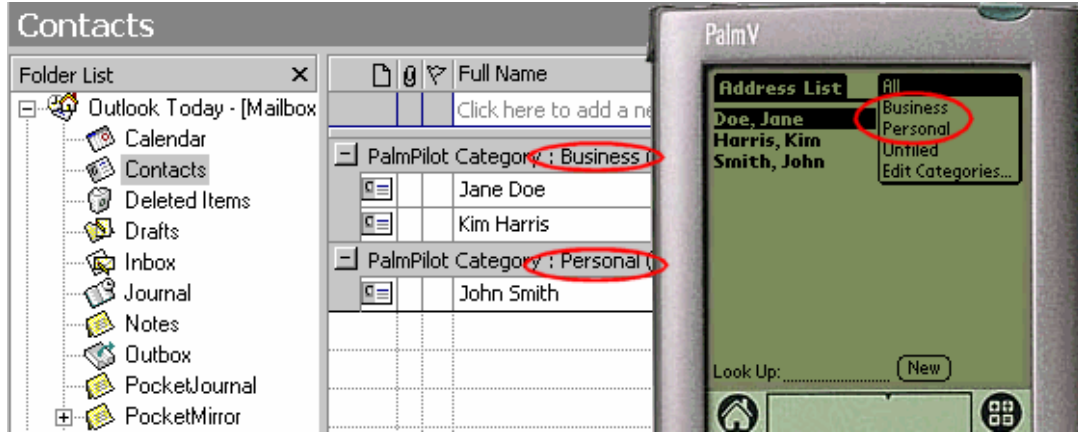 Contacts
Folder List
Outlook Today - [Mailbox
Calendar
Contacts
Deleted Items
Drafts
Inbox
Journal
Notes
Outbox
PocketJournal
PocketMirror
Full Name
Click here to add a ne
PalmPilot Category : Business (
Jane Doe
Kim Harris
PalmPilot Category : Personal (
John Smith
PalmV
Address List
Doe, Jane
Harris, Kim
Smith, John
All
Business
Personal
Unfiled
Edit Categories...
Look Up:
New